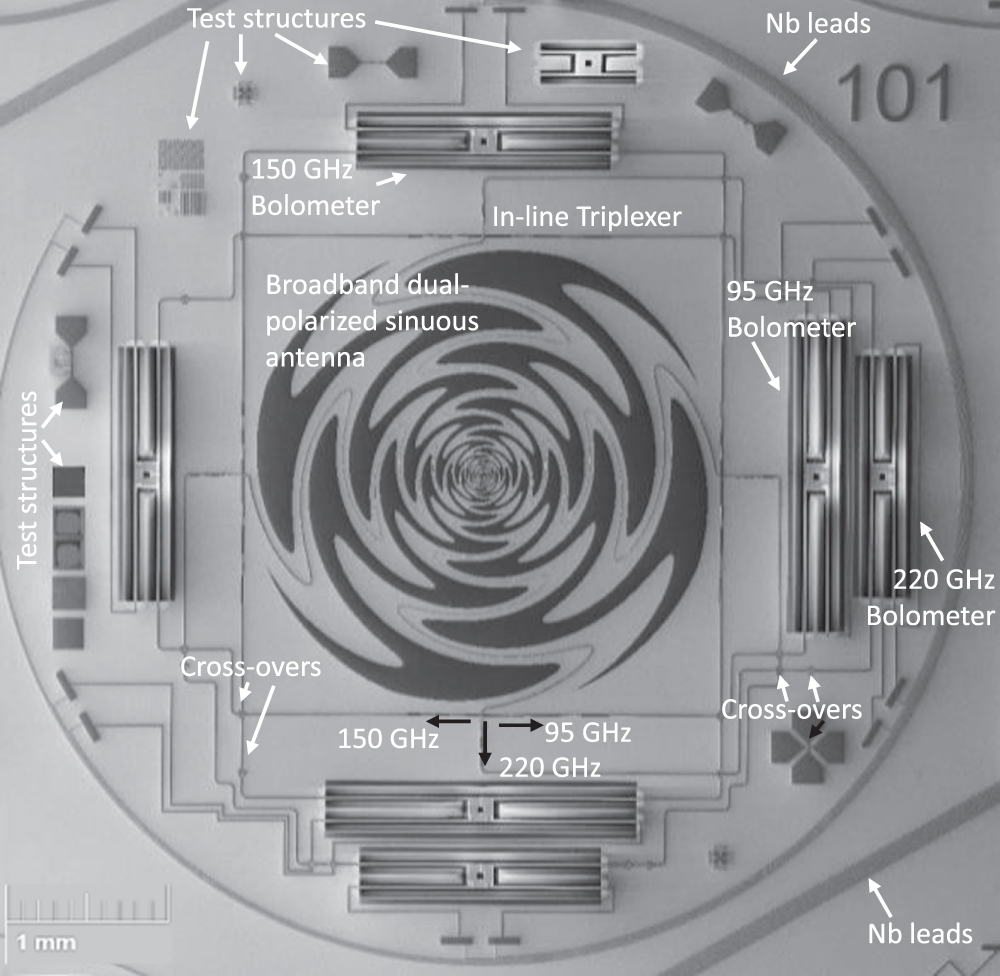 Test structures
Nb leads
101
150 GHz
Bolometer
In-line Triplexer
Broadband dual-
polarized sinuous
antenna
95 GHz
Bolometer
Test structures
220 GHz
Bolometer
Cross-overs
Cross-overs
150 GHz
95 GHz
220 GHz
1 mm
Nb leads